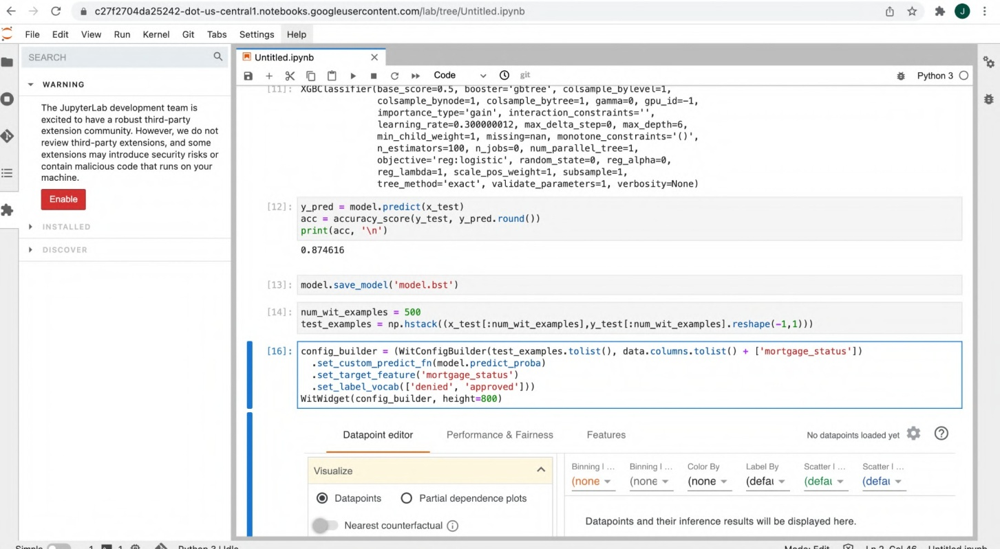 c27f2704da25242-dot-us-central1.notebooks.googleusercontent.com/lab/tree/Untitled.ipynb
J
File Edit View Run Kernel Git Tabs Settings Help
SEARCH
WARNING
The JupyterLab development team is
excited to have a robust third-party
extension community. However, we do not
review third-party extensions, and some
extensions may introduce security risks or
contain malicious code that runs on your
machine.
Enable
INSTALLED
DISCOVER
Untitled.ipynb
Code
git
Python 3
[11]: XGBClassifier(base_score=0.5, booster='gbtree', colsample_bylevel=1,
colsample_bynode=1, colsample_bytree=1, gamma=0, gpu_id=-1,
importance_type='gain', interaction_constraints='',
learning_rate=0.300000012, max_delta_step=0, max_depth=6,
min_child_weight=1, missing=nan, monotone_constraints='()',
n_estimators=100, n_jobs=0, num_parallel_tree=1,
objective='reg:logistic', random_state=0, reg_alpha=0,
reg_lambda=1, scale_pos_weight=1, subsample=1,
tree_method='exact', validate_parameters=1, verbosity=None)
[12]: y_pred = model.predict(x_test)
acc = accuracy_score(y_test, y_pred.round())
print(acc, '\n')
0.874616
[13]: model.save_model('model.bst')
[14]: num_wit_examples = 500
test_examples = np.hstack((x_test[:num_wit_examples],y_test[:num_wit_examples].reshape(-1,1)))
[16]: config_builder = (WitConfigBuilder(test_examples.tolist(), data.columns.tolist() + ['mortgage_status'])
.set_custom_predict_fn(model.predict_proba)
.set_target_feature('mortgage_status')
.set_label_vocab(['denied', 'approved']))
WitWidget(config_builder, height=800)
Datapoint editor Performance & Fairness Features No datapoints loaded yet
Visualize
Datapoints Partial dependence plots
Nearest counterfactual
Binning | ... Binning | ... Color By Label By Scatter | ... Scatter | ...
(none (none (none (defau (defau (defau
Datapoints and their inference results will be displayed here.
Simple 1 1 Python 3 | Idle Mode: Edit Ln 2, Col 46 Untitled.ipynb